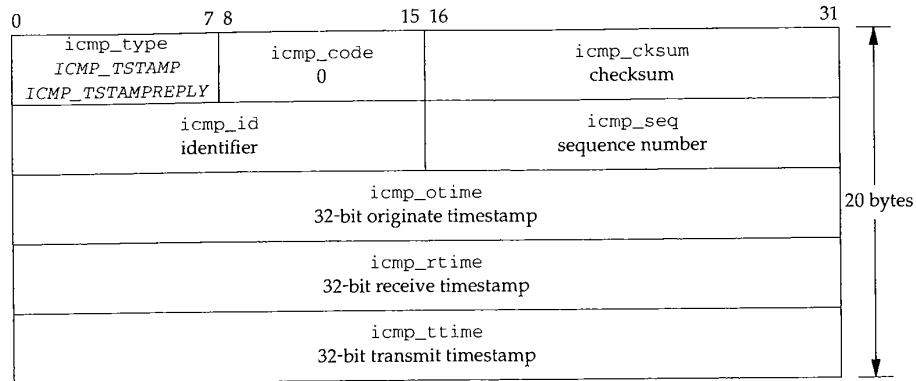 0 7 8 15 16 31
icmp_type
ICMP_TSTAMP
ICMP_TSTAMPREPLY
icmp_code
0
icmp_cksum
checksum
icmp_id
identifier
icmp_seq
sequence number
icmp_otime
32-bit originate timestamp
icmp_rtime
32-bit receive timestamp
icmp_ttime
32-bit transmit timestamp
20 bytes